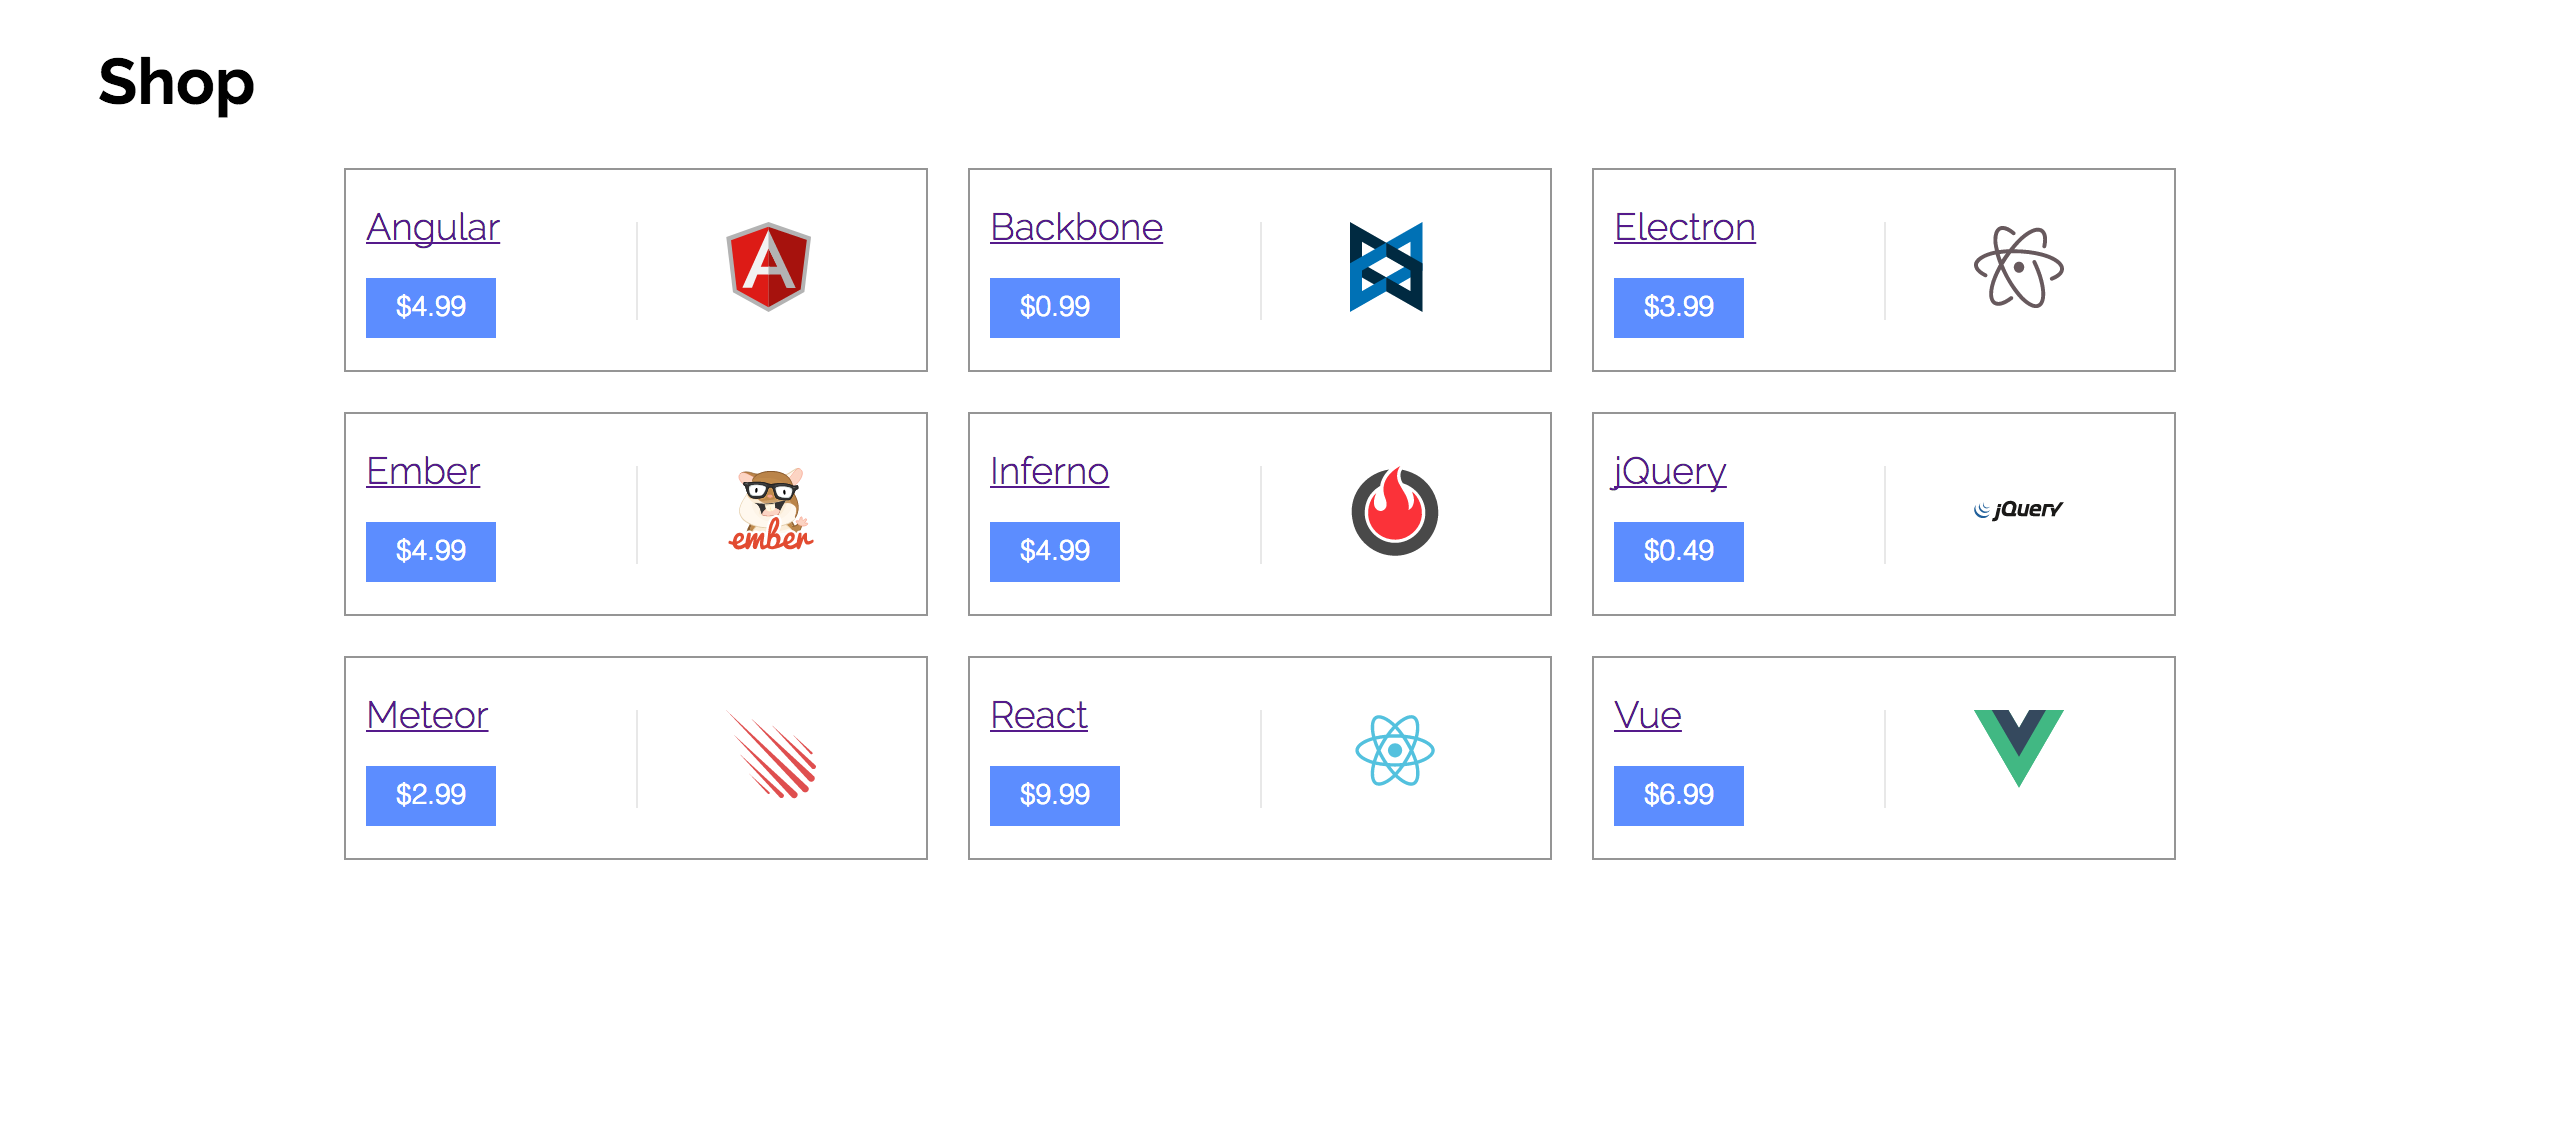 Shop
Angular
$4.99
Backbone
$0.99
Electron
$3.99
Ember
$4.99
ember
Inferno
$4.99
jQuery
$0.49
jQuery
Meteor
$2.99
React
$9.99
Vue
$6.99